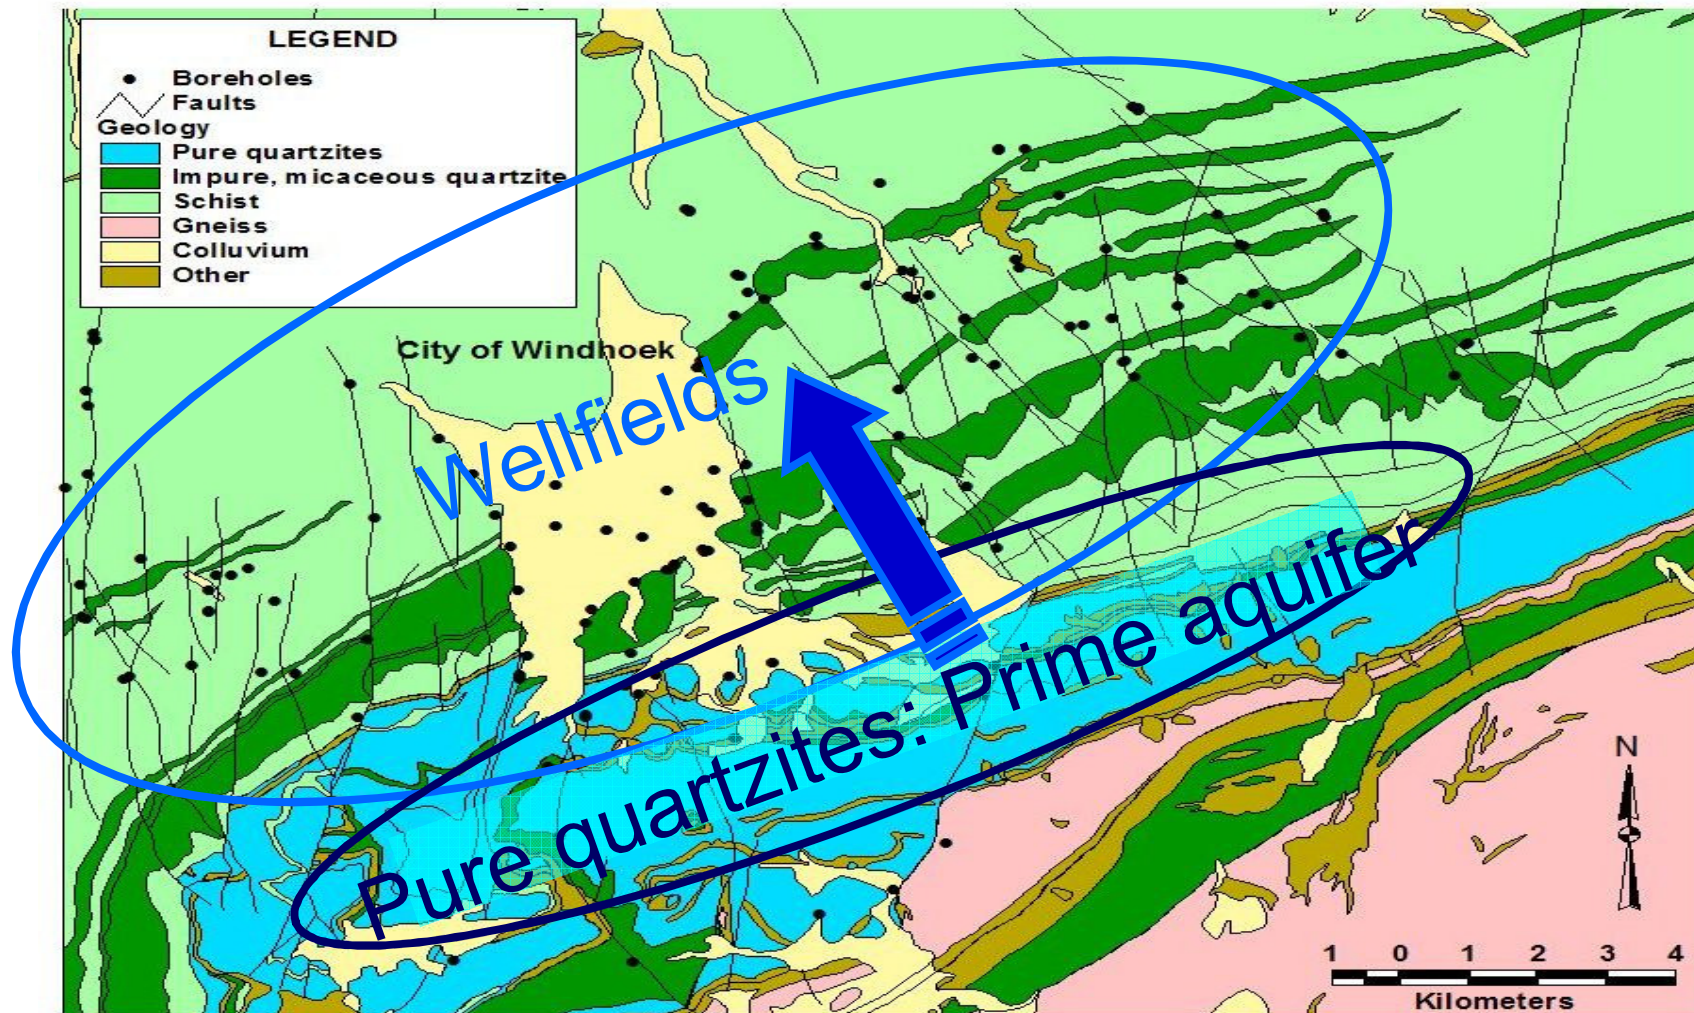 LEGEND
Boreholes
Faults
Geology
Pure quartzites
Impure, micaceous quartzite
Schist
Gneiss
Colluvium
Other
City of Windhoek
Wellfields
Pure quartzites: Prime aquifer
N
1 0 1 2 3 4
Kilometers